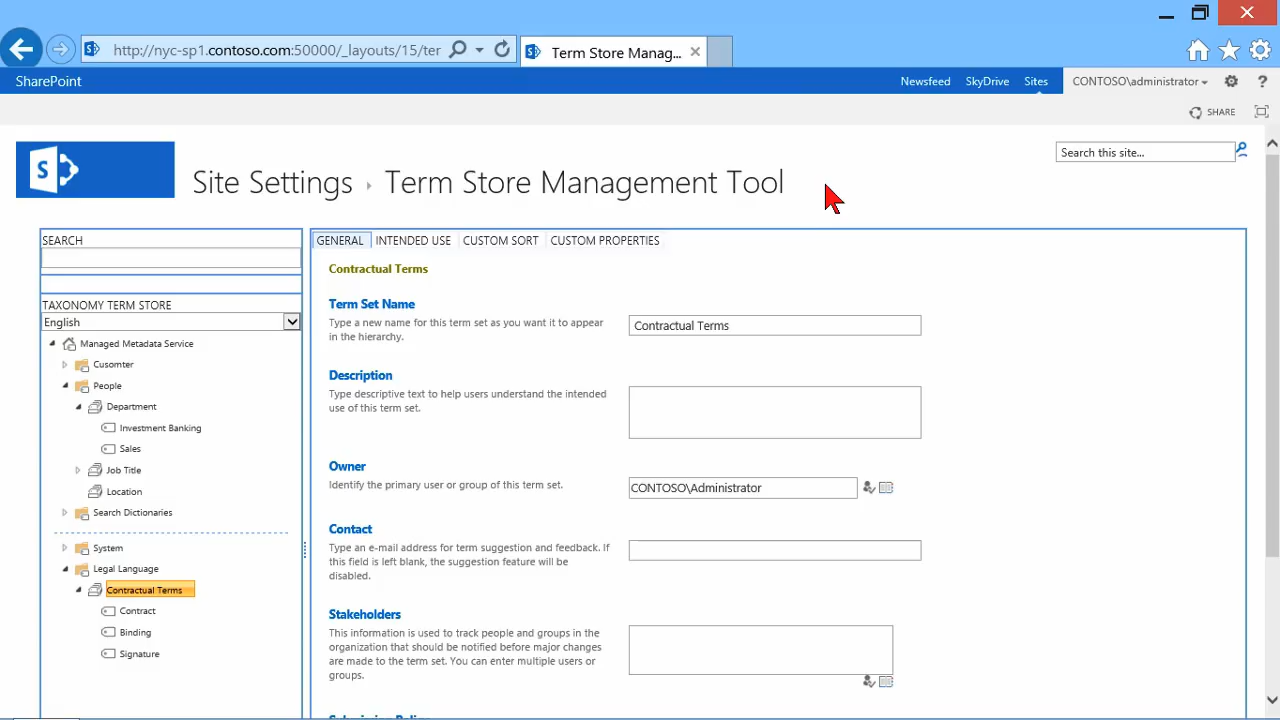 http://nyc-sp1.contoso.com:50000/_layouts/15/ter
Term Store Manag...
SharePoint
Newsfeed
SkyDrive
Sites
CONTOSO\administrator
?
SHARE
S
Site Settings
Term Store Management Tool
Search this site...
SEARCH
TAXONOMY TERM STORE
English
Managed Metadata Service
Cusomter
People
Department
Investment Banking
Sales
Job Title
Location
Search Dictionaries
System
Legal Language
Contractual Terms
Contract
Binding
Signature
GENERAL
INTENDED USE
CUSTOM SORT
CUSTOM PROPERTIES
Contractual Terms
Term Set Name
Type a new name for this term set as you want it to appear
in the hierarchy.
Contractual Terms
Description
Type descriptive text to help users understand the intended
use of this term set.
Owner
Identify the primary user or group of this term set.
CONTOSO\Administrator
Contact
Type an e-mail address for term suggestion and feedback. If
this field is left blank, the suggestion feature will be
disabled.
Stakeholders
This information is used to track people and groups in the
organization that should be notified before major changes
are made to the term set. You can enter multiple users or
groups.